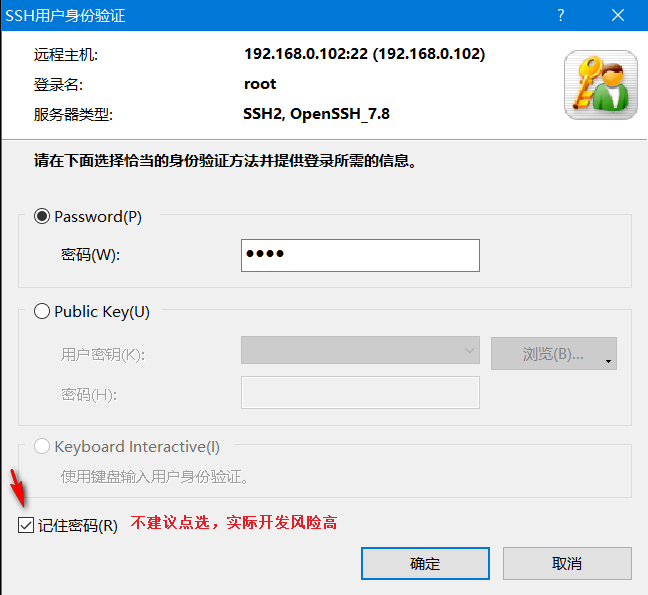 SSH用户身份验证
远程主机: 192.168.0.102:22 (192.168.0.102)
登录名: root
服务器类型: SSH2, OpenSSH_7.8
请在下面选择恰当的身份验证方法并提供登录所需的信息。
Password(P)
密码(W): ●●●●
Public Key(U)
用户密钥(K): 浏览(B)...
密码(H):
Keyboard Interactive(I)
使用键盘输入用户身份验证。
记住密码(R) 不建议点选，实际开发风险高
确定 取消